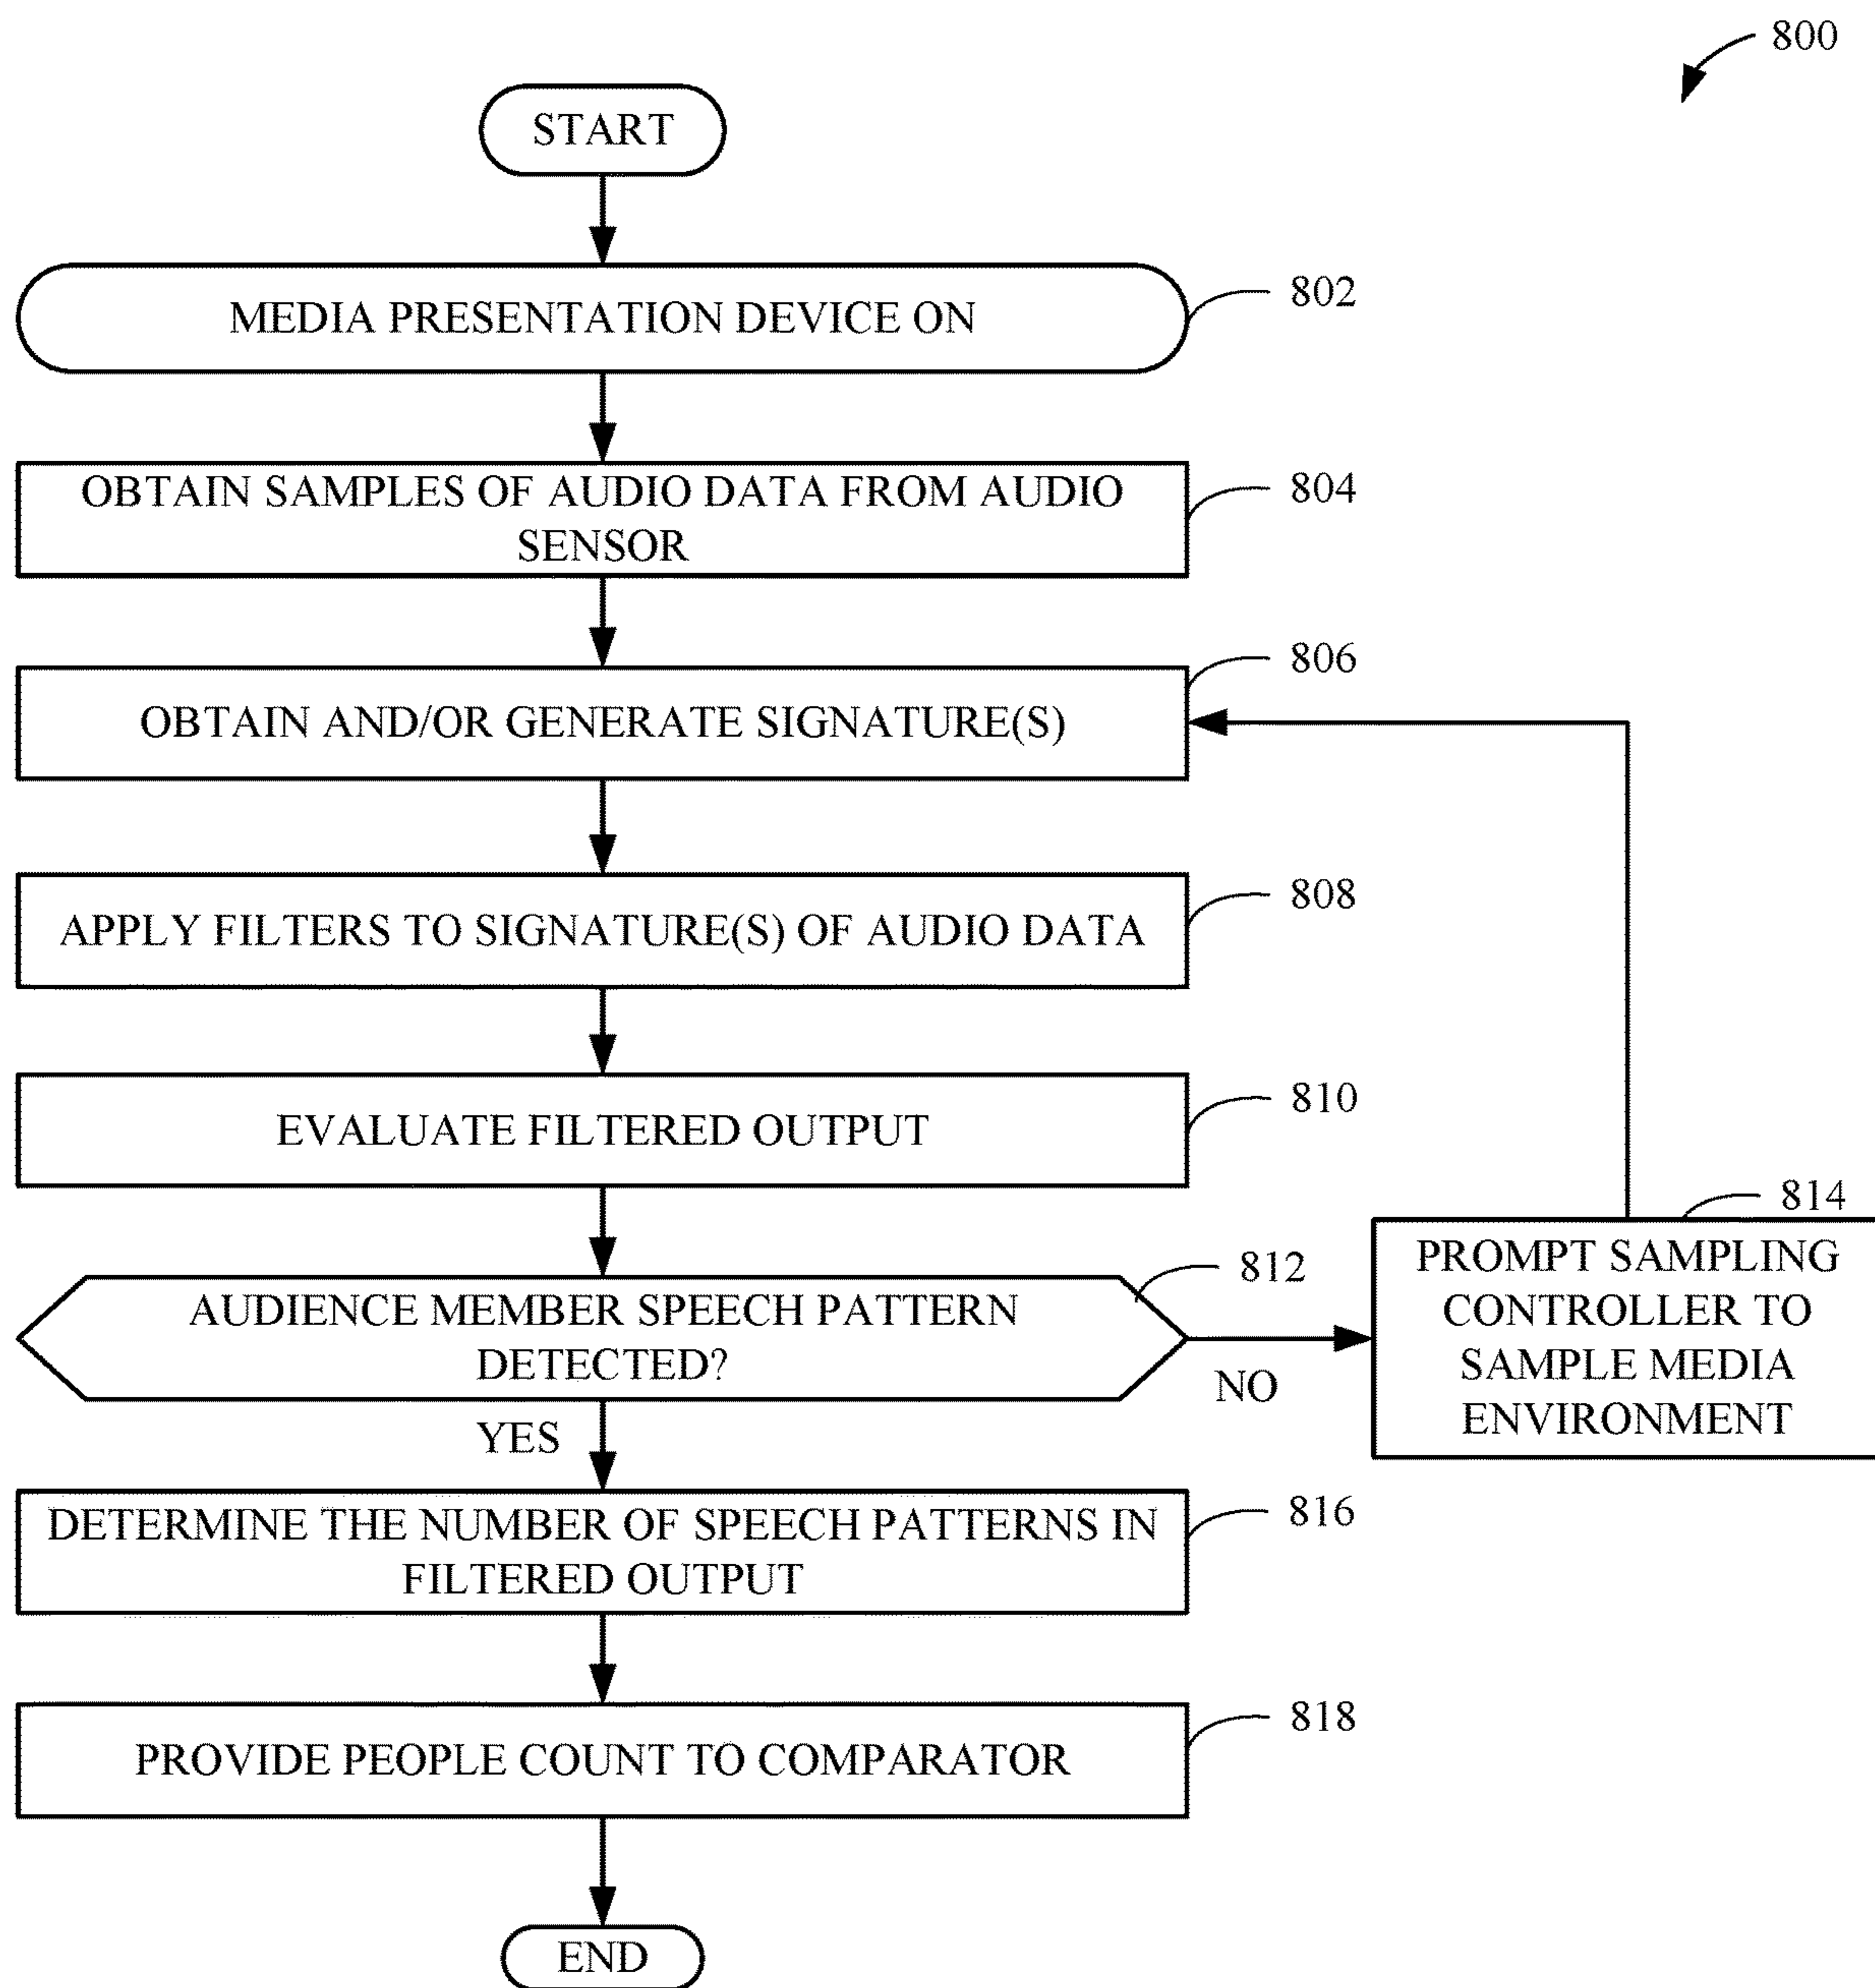 800
START
MEDIA PRESENTATION DEVICE ON
802
OBTAIN SAMPLES OF AUDIO DATA FROM AUDIO
SENSOR
804
OBTAIN AND/OR GENERATE SIGNATURE(S)
806
APPLY FILTERS TO SIGNATURE(S) OF AUDIO DATA
808
EVALUATE FILTERED OUTPUT
810
AUDIENCE MEMBER SPEECH PATTERN
DETECTED?
812
NO
814
PROMPT SAMPLING
CONTROLLER TO
SAMPLE MEDIA
ENVIRONMENT
YES
DETERMINE THE NUMBER OF SPEECH PATTERNS IN
FILTERED OUTPUT
816
PROVIDE PEOPLE COUNT TO COMPARATOR
818
END